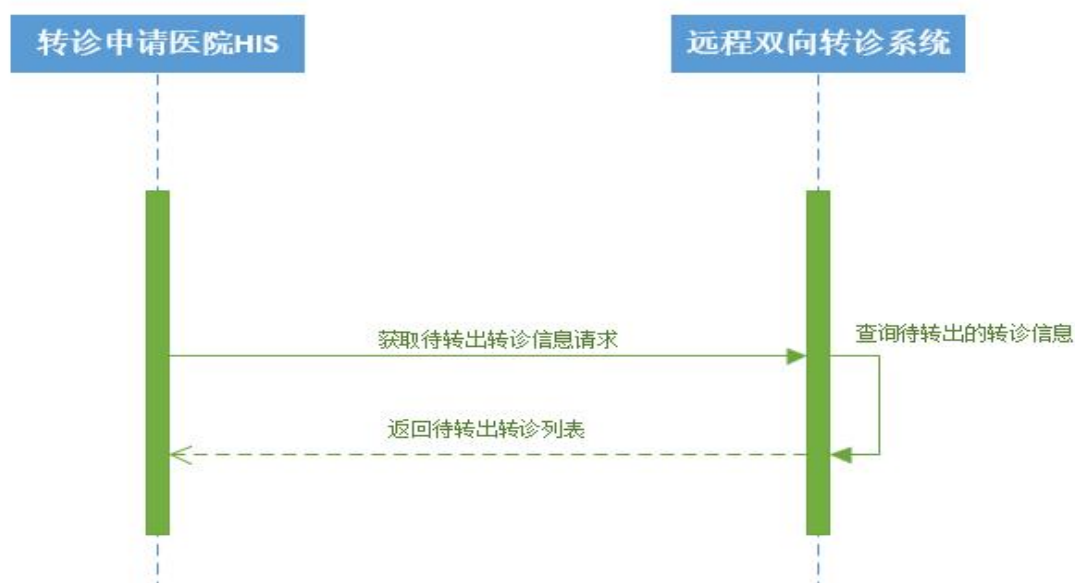 转诊申请医院HIS
远程双向转诊系统
获取待转出转诊信息请求
查询待转出的转诊信息
返回待转出转诊列表